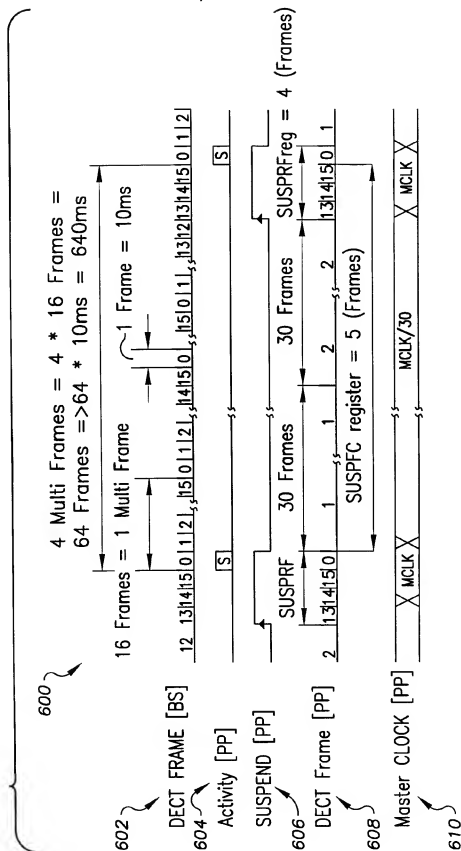 600
4 Multi Frames = 4 * 16 Frames =
64 Frames =>64 * 10ms = 640ms
16 Frames = 1 Multi Frame
1 Frame = 10ms
602
DECT FRAME [BS]
12 13 14 15 0 1 2 15 0 1 2 14 15 0 15 0 1 13 12 13 14 15 0 1 2
604
Activity [PP]
S
S
SUSPEND [PP]
606
SUSPRF
30 Frames
30 Frames
SUSPRFreg = 4 (Frames)
DECT Frame [PP]
608
2 13 14 15 0 1 1 2 2 13 14 15 0 1
SUSPFC register = 5 (Frames)
Master CLOCK [PP]
610
MCLK
MCLK/30
MCLK